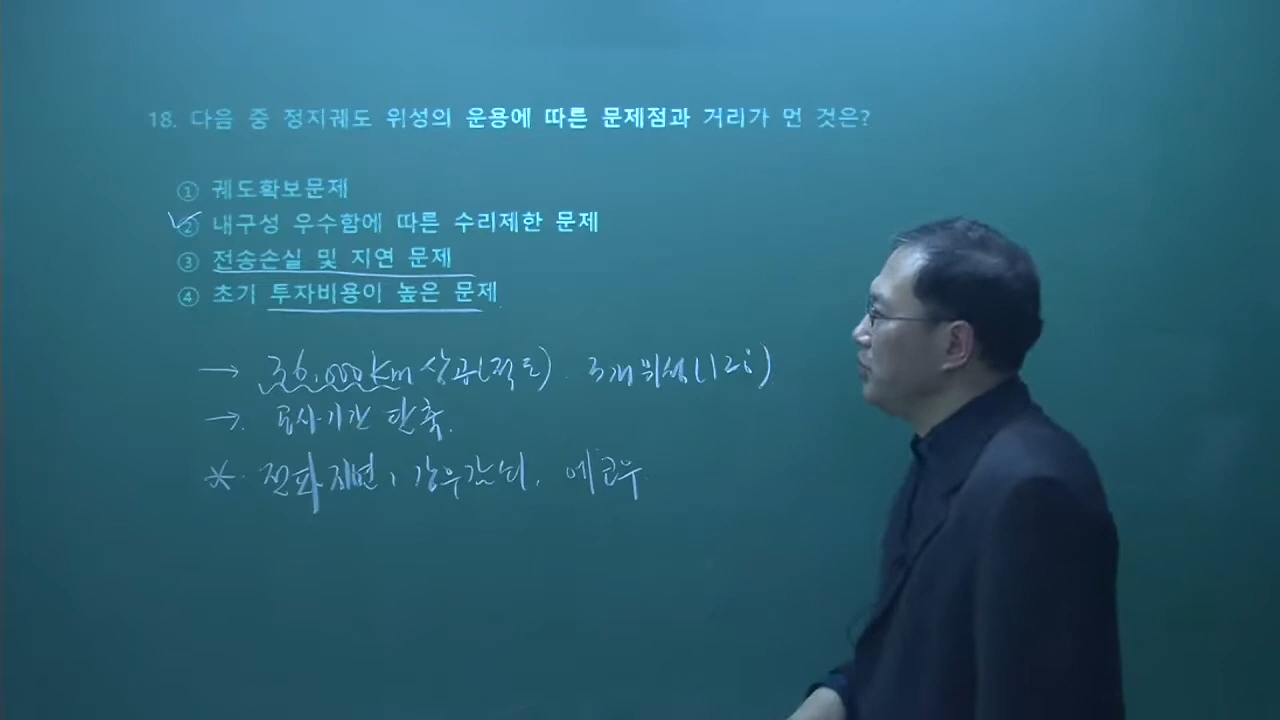 18. 다음 중 정지궤도 위성의 운용에 따른 문제점과 거리가 먼 것은?
① 궤도확보문제
② 내구성 우수함에 따른 수리제한 문제
③ 전송손실 및 지연 문제
④ 초기 투자비용이 높은 문제
→ 36,000km 상공(적도) 3개 위성(120°)
→ 공사기간 단축.
* 전파지연, 강우감쇠, 에코우